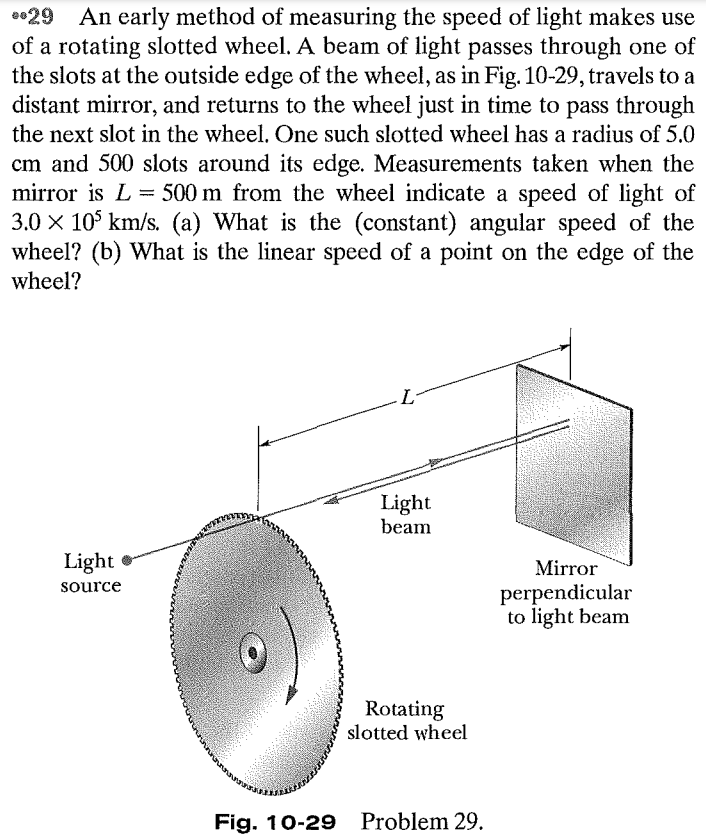 ••29 An early method of measuring the speed of light makes use
of a rotating slotted wheel. A beam of light passes through one of
the slots at the outside edge of the wheel, as in Fig. 10-29, travels to a
distant mirror, and returns to the wheel just in time to pass through
the next slot in the wheel. One such slotted wheel has a radius of 5.0
cm and 500 slots around its edge. Measurements taken when the
mirror is L = 500 m from the wheel indicate a speed of light of
3.0 × 10⁵ km/s. (a) What is the (constant) angular speed of the
wheel? (b) What is the linear speed of a point on the edge of the
wheel?
L
Light
beam
Light
source
Mirror
perpendicular
to light beam
Rotating
slotted wheel
Fig. 10-29 Problem 29.